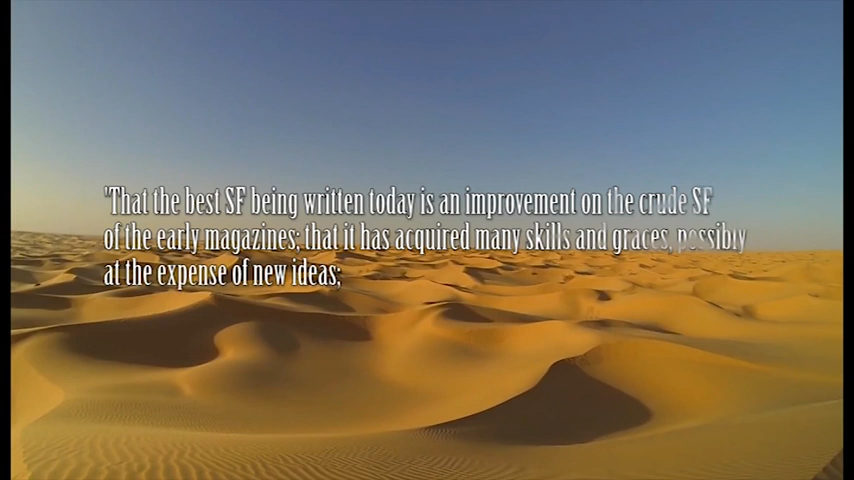 "That the best SF being written today is an improvement on the crude SF
of the early magazines; that it has acquired many skills and graces, possibly
at the expense of new ideas;